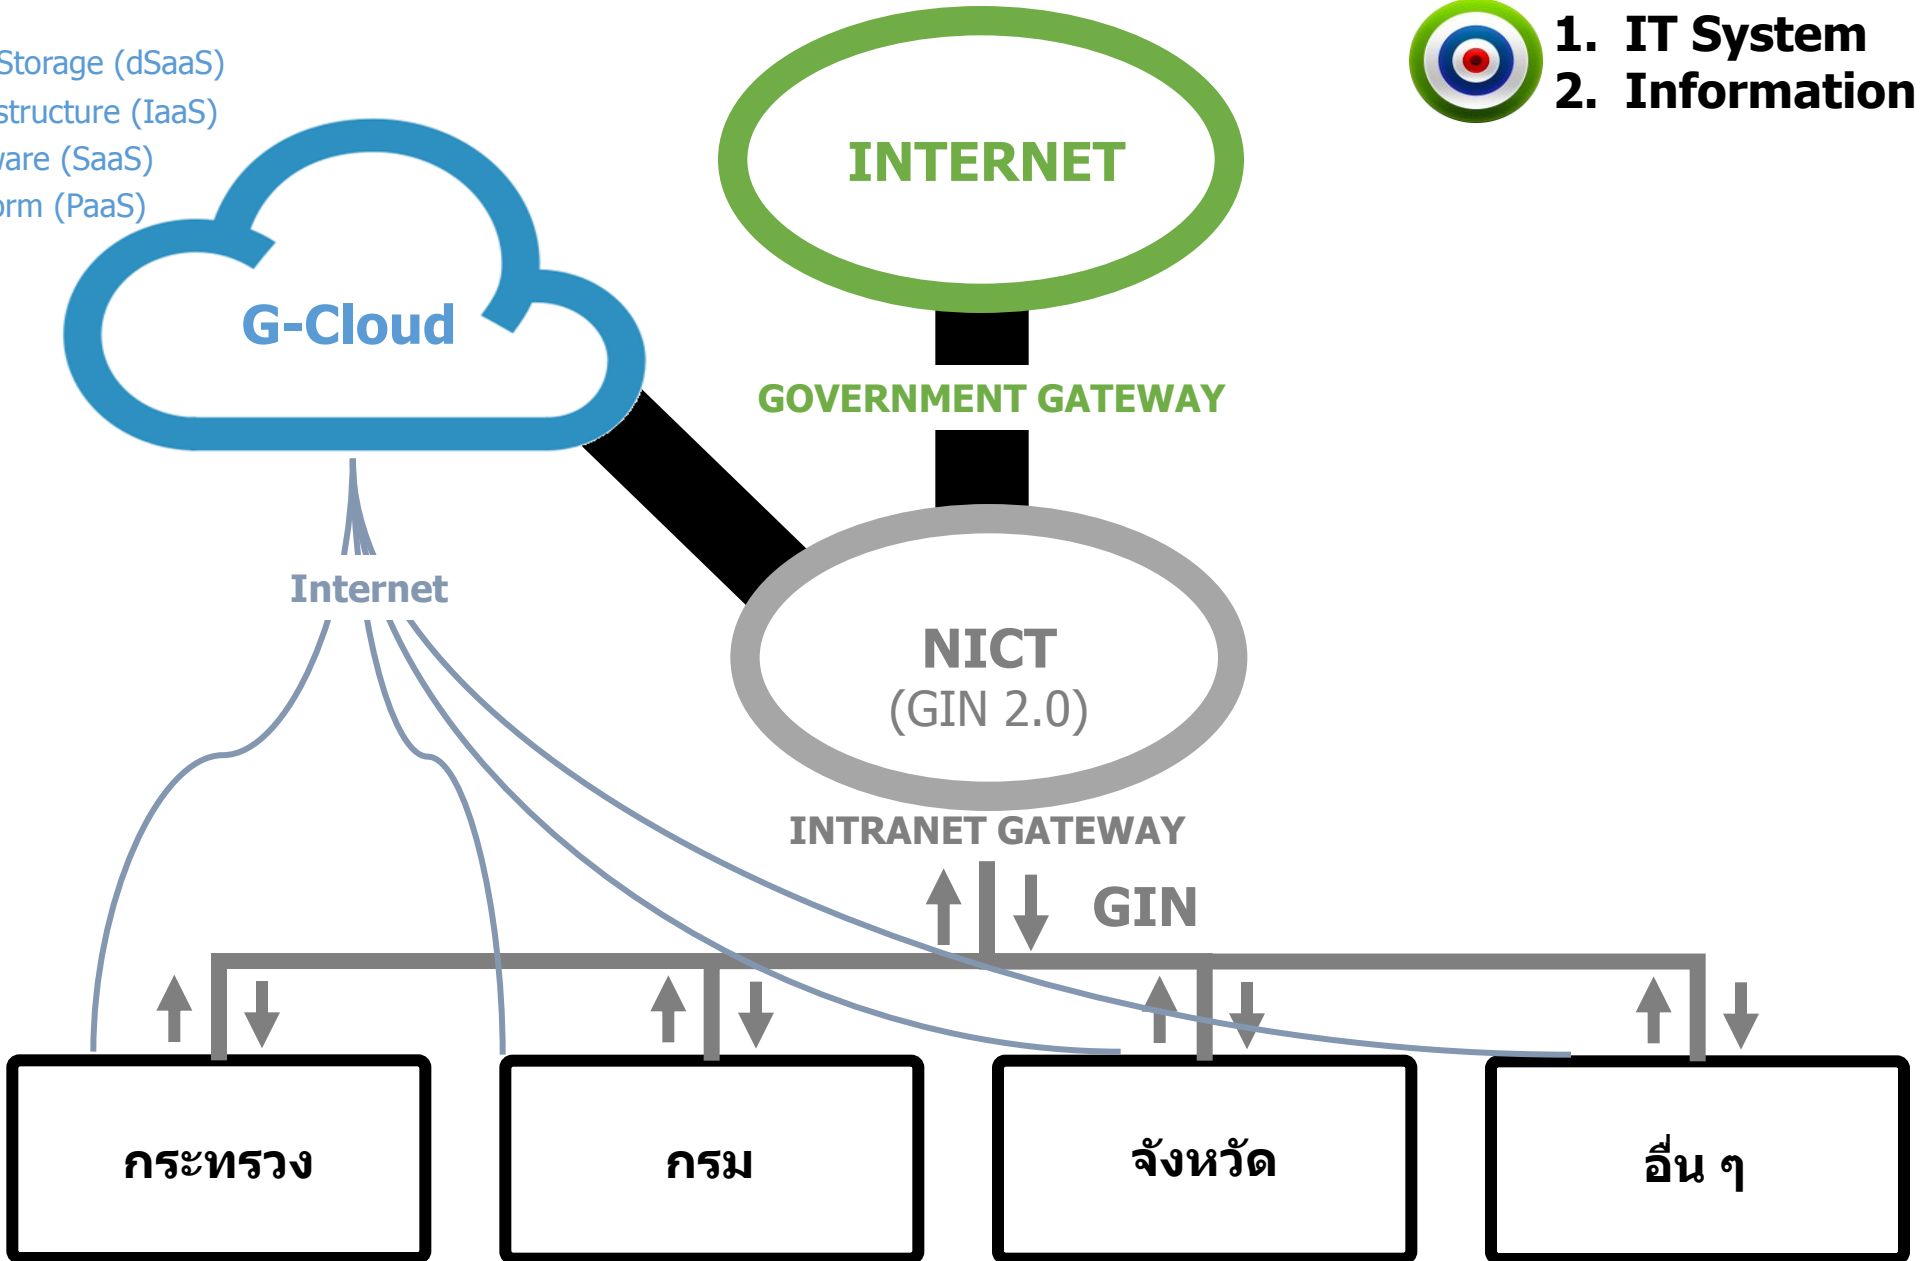 Storage (dSaaS)
structure (IaaS)
ware (SaaS)
orm (PaaS)
1. IT System
2. Information
INTERNET
G-Cloud
GOVERNMENT GATEWAY
Internet
NICT
(GIN 2.0)
INTRANET GATEWAY
GIN
กระทรวง
กรม
จังหวัด
อื่น ๆ